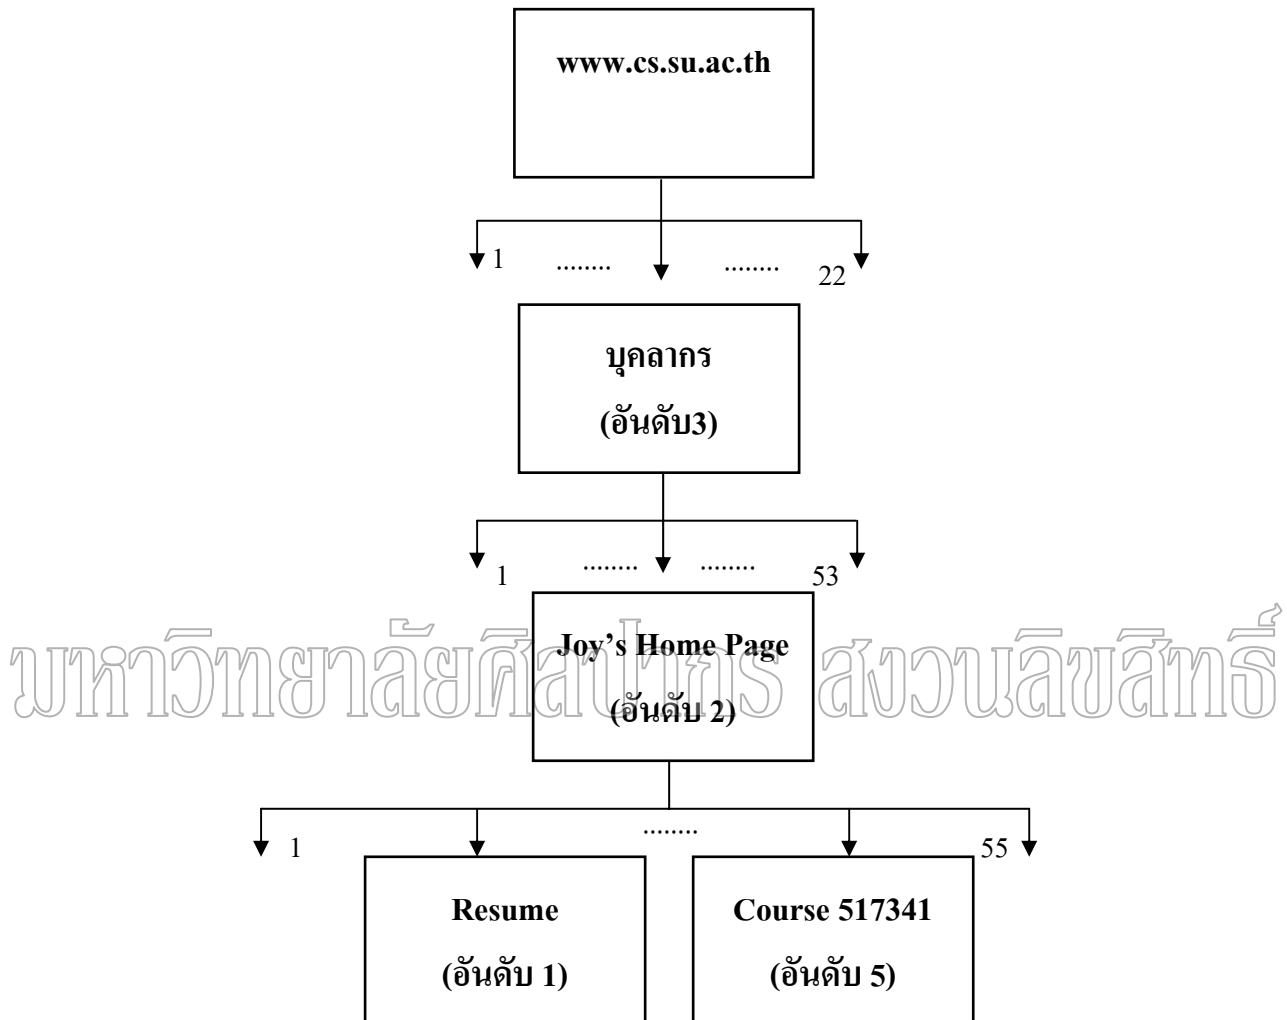 www.cs.su.ac.th
1 ........ ........ 22
บุคลากร
(อันดับ3)
1 ........ ........ 53
Joy’s Home Page
(อันดับ 2)
มหาวิทยาลัยศิลปากร สงวนลิขสิทธิ์
1 ........ 55
Resume
(อันดับ 1)
Course 517341
(อันดับ 5)